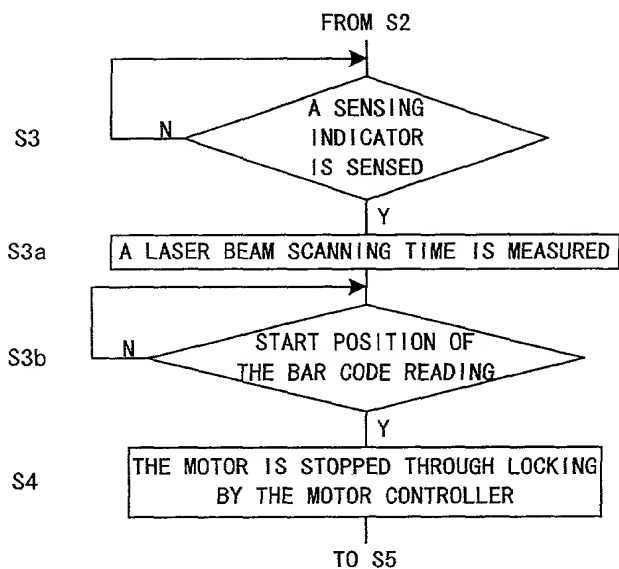 FROM S2
S3
A SENSING
INDICATOR
IS SENSED
N
Y
S3a
A LASER BEAM SCANNING TIME IS MEASURED
S3b
START POSITION OF
THE BAR CODE READING
N
Y
S4
THE MOTOR IS STOPPED THROUGH LOCKING
BY THE MOTOR CONTROLLER
TO S5